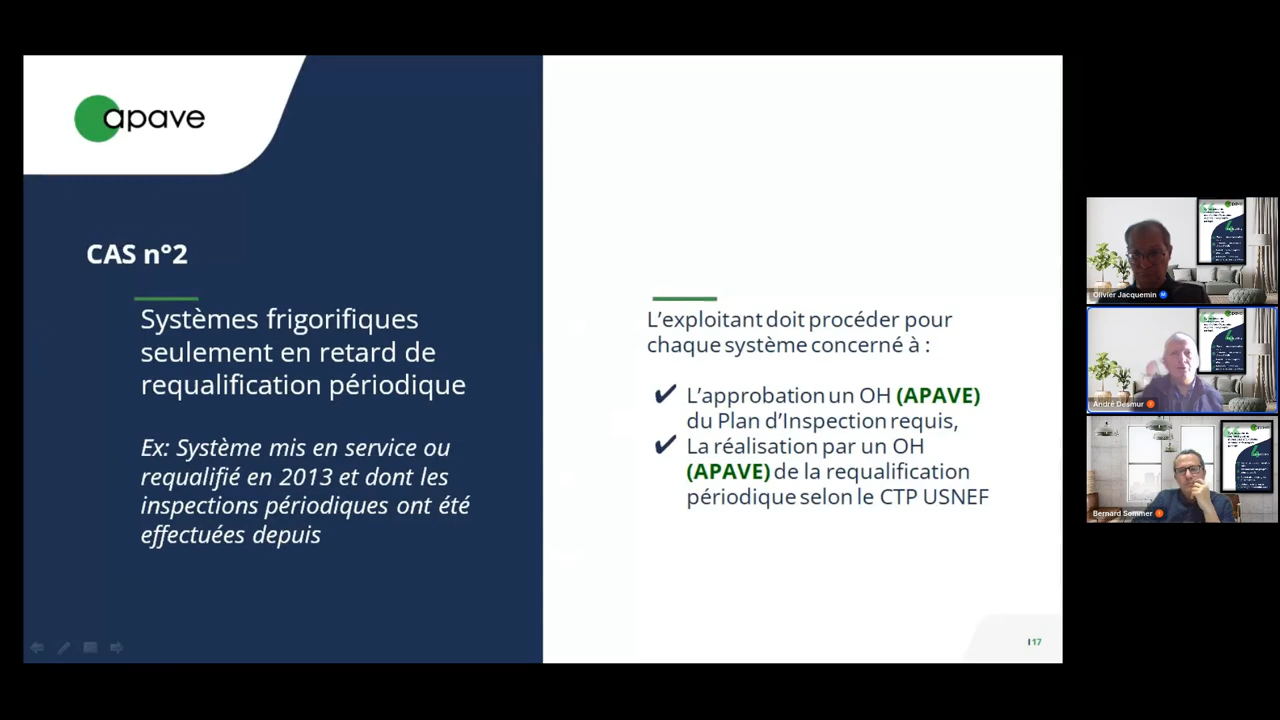 apave
CAS n°2
Systèmes frigorifiques
seulement en retard de
requalification périodique
Ex: Système mis en service ou
requalifié en 2013 et dont les
inspections périodiques ont été
effectuées depuis
L’exploitant doit procéder pour
chaque système concerné à :
✔ L’approbation un OH (APAVE)
du Plan d’Inspection requis,
✔ La réalisation par un OH
(APAVE) de la requalification
périodique selon le CTP USNEF
17
Olivier Jacquemin
André Desmur
Bernard Sommer